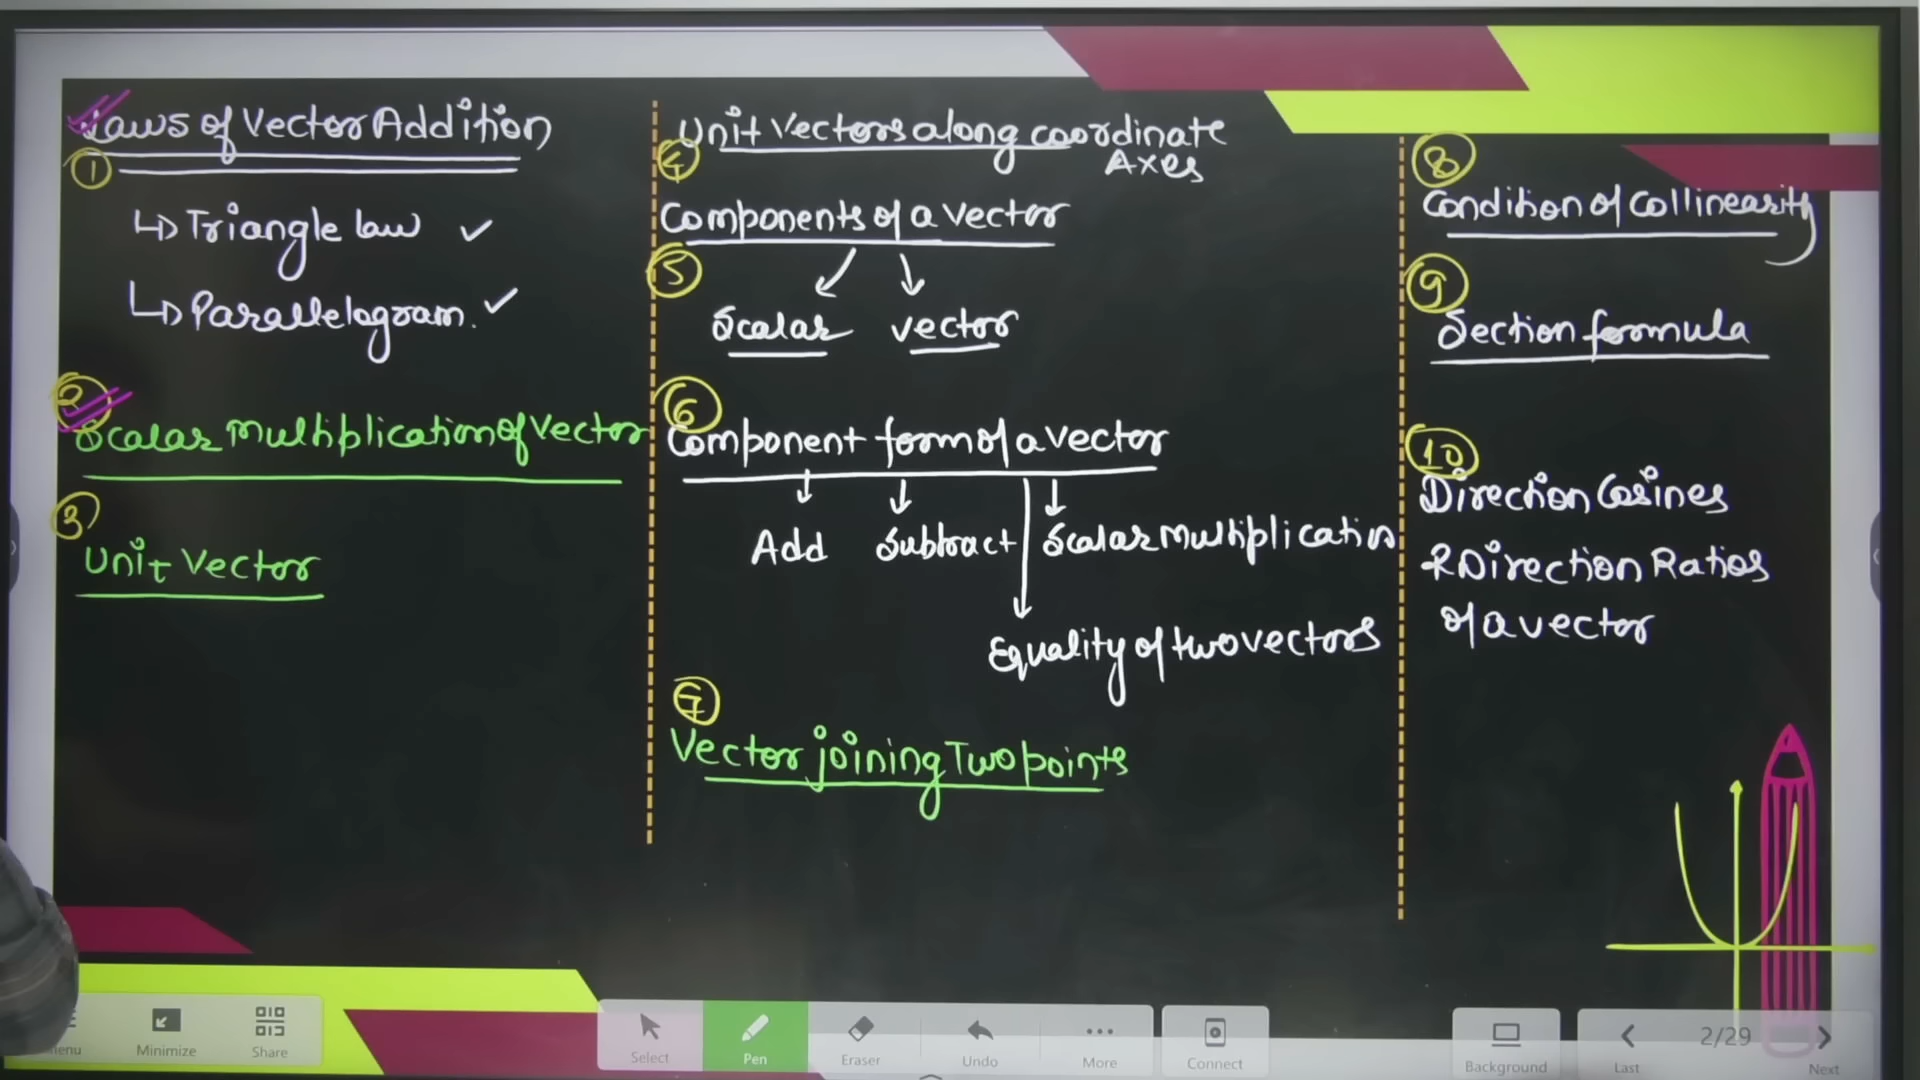 Laws of Vector Addition
①
↳ Triangle law ✓
↳ Parallelogram. ✓
②
Scalar Multiplication of Vector
③
Unit Vector
Unit Vectors along coordinate
Axes
④
Components of a vector
⑤
Scalar vector
⑥
Component form of a vector
Add Subtract Scalar Multiplication
Equality of two vectors
⑦
Vector joining Two points
⑧
Condition of Collinearity
⑨
Section formula
⑩
Direction Cosines
& Direction Ratios
of a vector
enu Minimize Share Select Pen Eraser Undo More Connect Background Last 2/29 Next